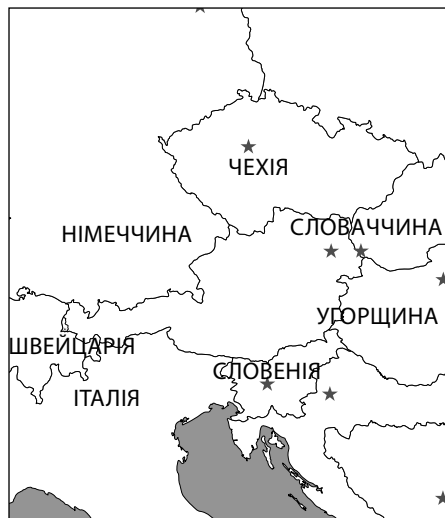 ЧЕХІЯ
НІМЕЧЧИНА
СЛОВАЧЧИНА
УГОРЩИНА
ШВЕЙЦАРІЯ
СЛОВЕНІЯ
ІТАЛІЯ